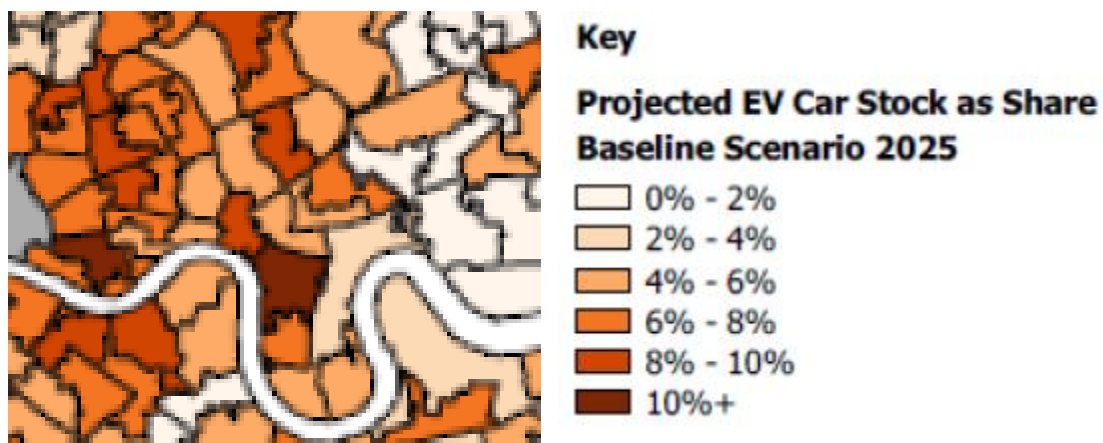 Key
Projected EV Car Stock as Share
Baseline Scenario 2025
0% - 2%
2% - 4%
4% - 6%
6% - 8%
8% - 10%
10%+